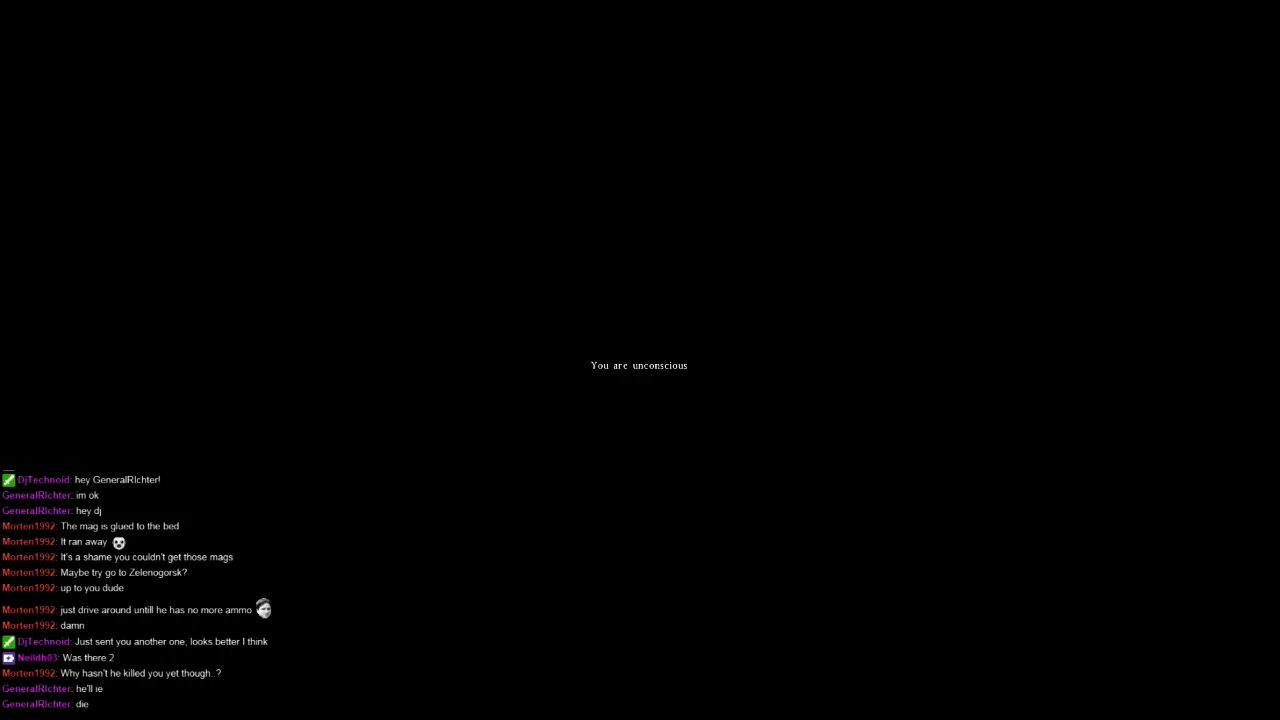 You are unconscious
DjTechnoid: hey GeneralRIchter!
GeneralRIchter: im ok
GeneralRIchter: hey dj
Morten1992: The mag is glued to the bed
Morten1992: It ran away
Morten1992: It's a shame you couldn't get those mags
Morten1992: Maybe try go to Zelenogorsk?
Morten1992: up to you dude
Morten1992: just drive around untill he has no more ammo
Morten1992: damn
DjTechnoid: Just sent you another one, looks better I think
Neildh03: Was there 2
Morten1992: Why hasn't he killed you yet though..?
GeneralRIchter: he'll ie
GeneralRIchter: die